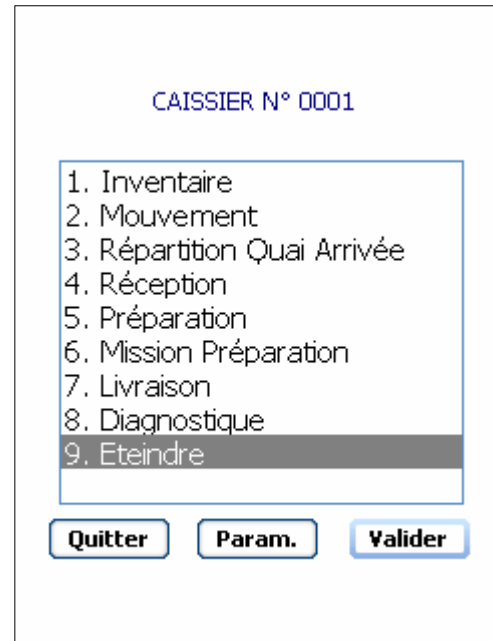 CAISSIER N° 0001
1. Inventaire
2. Mouvement
3. Répartition Quai Arrivée
4. Réception
5. Préparation
6. Mission Préparation
7. Livraison
8. Diagnostique
9. Eteindre
Quitter Param. Valider